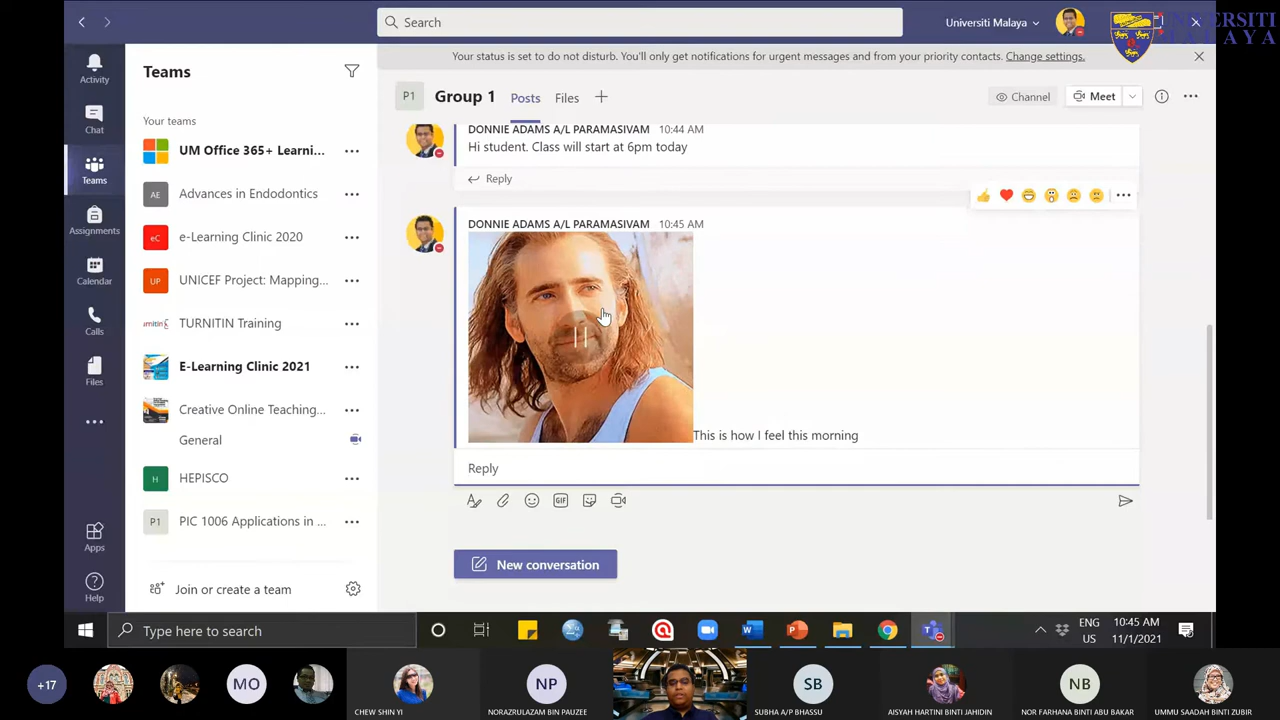 Search
Universiti Malaya
UNIVERSITI
MALAYA
Your status is set to do not disturb. You'll only get notifications for urgent messages and from your priority contacts. Change settings.
Activity
Chat
Teams
Assignments
Calendar
Calls
Files
Apps
Help
Teams
Your teams
UM Office 365+ Learni...
AE Advances in Endodontics
eC e-Learning Clinic 2020
UP UNICEF Project: Mapping...
TURNITIN Training
E-Learning Clinic 2021
Creative Online Teaching...
General
H HEPISCO
P1 PIC 1006 Applications in ...
Join or create a team
P1 Group 1 Posts Files Channel Meet
DONNIE ADAMS A/L PARAMASIVAM 10:44 AM
Hi student. Class will start at 6pm today
Reply
DONNIE ADAMS A/L PARAMASIVAM 10:45 AM
This is how I feel this morning
Reply
GIF
New conversation
Type here to search
ENG
US
10:45 AM
11/1/2021
+17
MO
CHEW SHIN YI
NP
NORAZRULAZAM BIN PAUZEE
SB
SUBHA A/P BHASSU
AISYAH HARTINI BINTI JAHIDIN
NB
NOR FARHANA BINTI ABU BAKAR
UMMU SAADAH BINTI ZUBIR